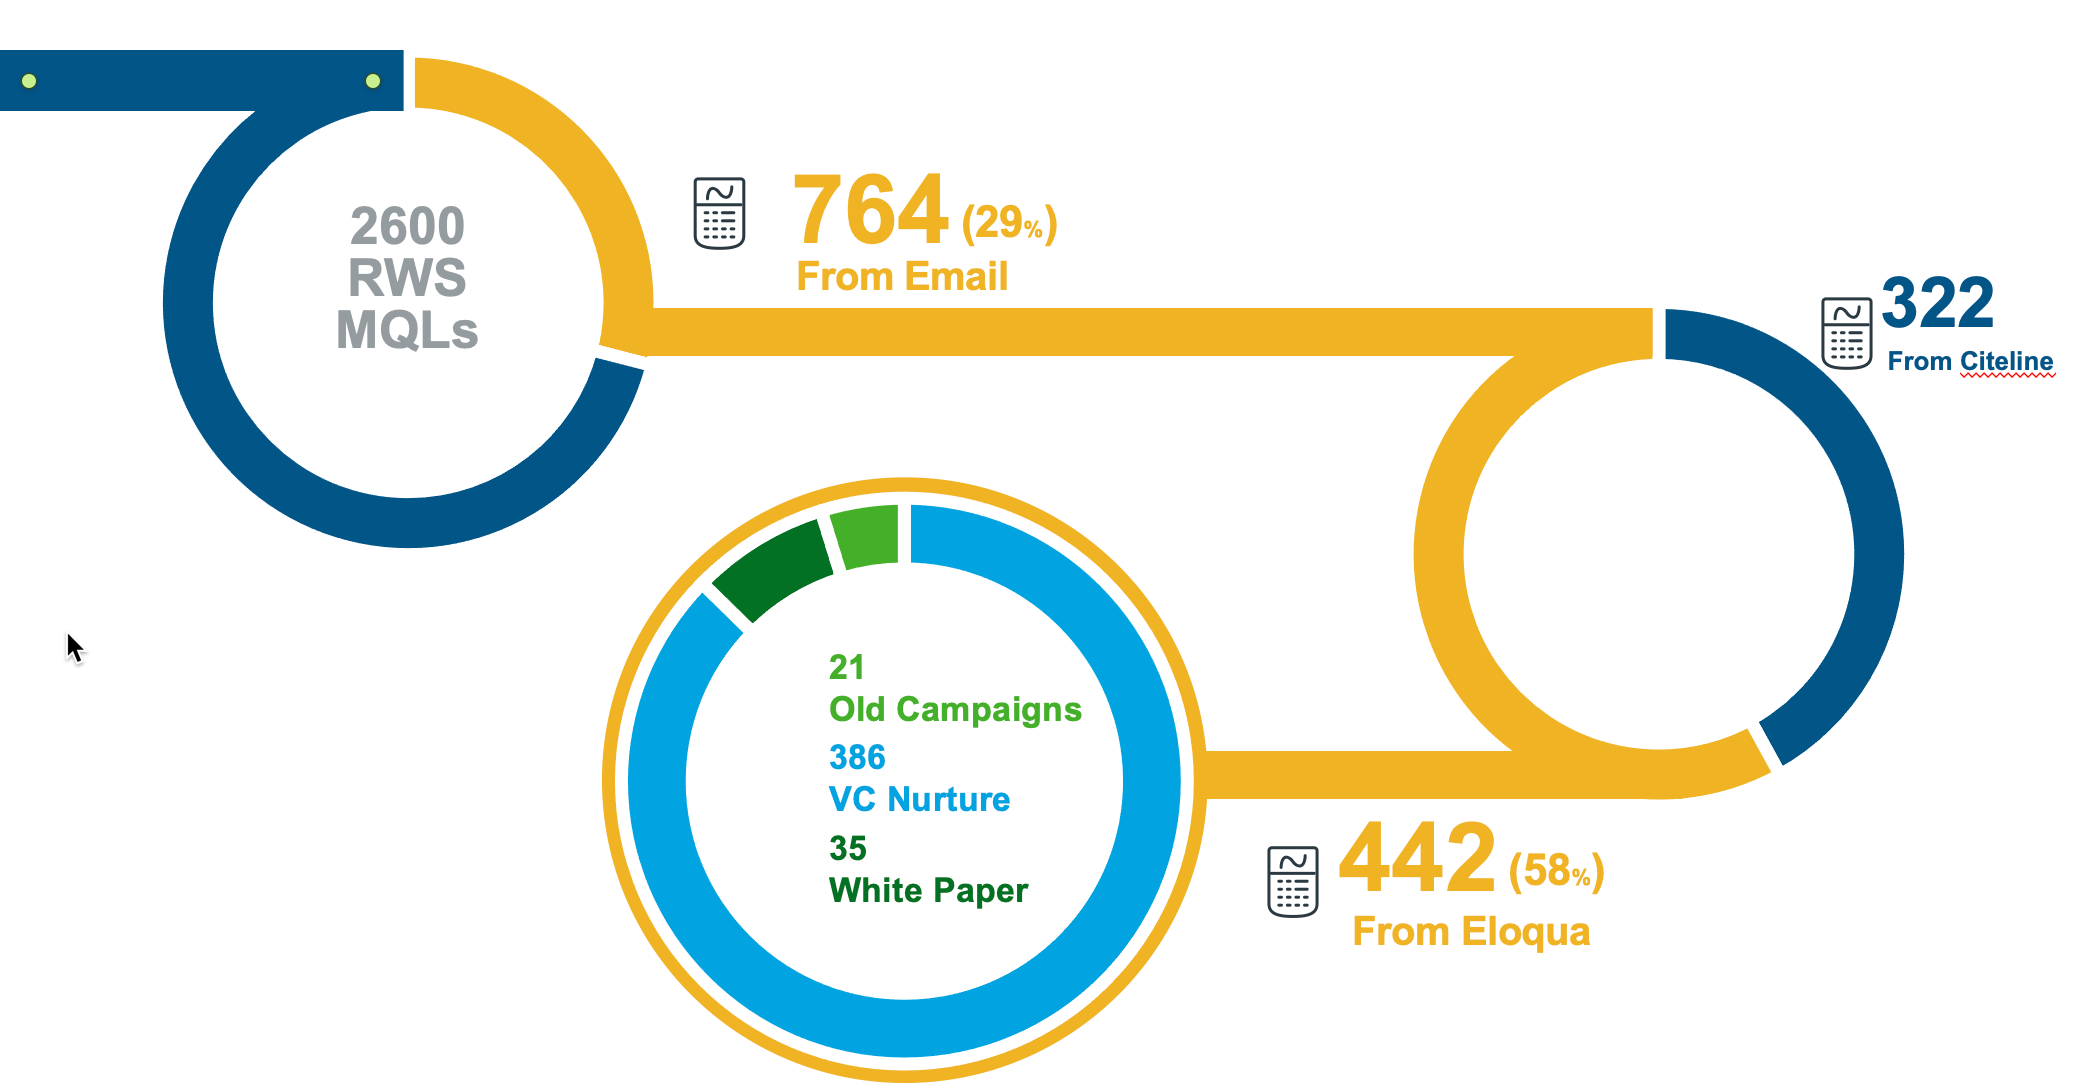 2600
RWS
MQLs
764 (29%)
From Email
322
From Citeline
21
Old Campaigns
386
VC Nurture
35
White Paper
442 (58%)
From Eloqua